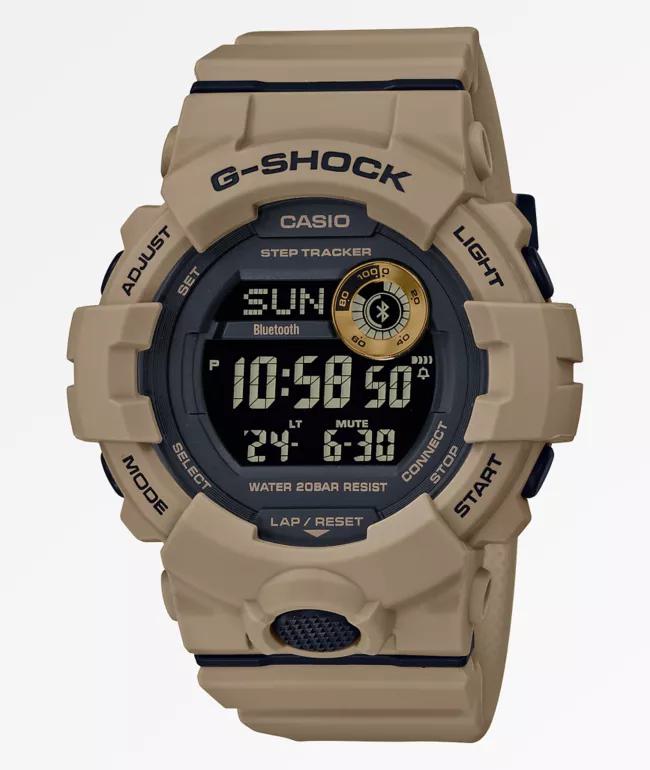 G-SHOCK
CASIO
STEP TRACKER
ADJUST
SET
LIGHT
SUN
100 0
80 20
60 40
Bluetooth
P 10:58 50
LT MUTE
24- 6-30
SELECT
CONNECT
STOP
MODE
START
WATER 20BAR RESIST
LAP / RESET